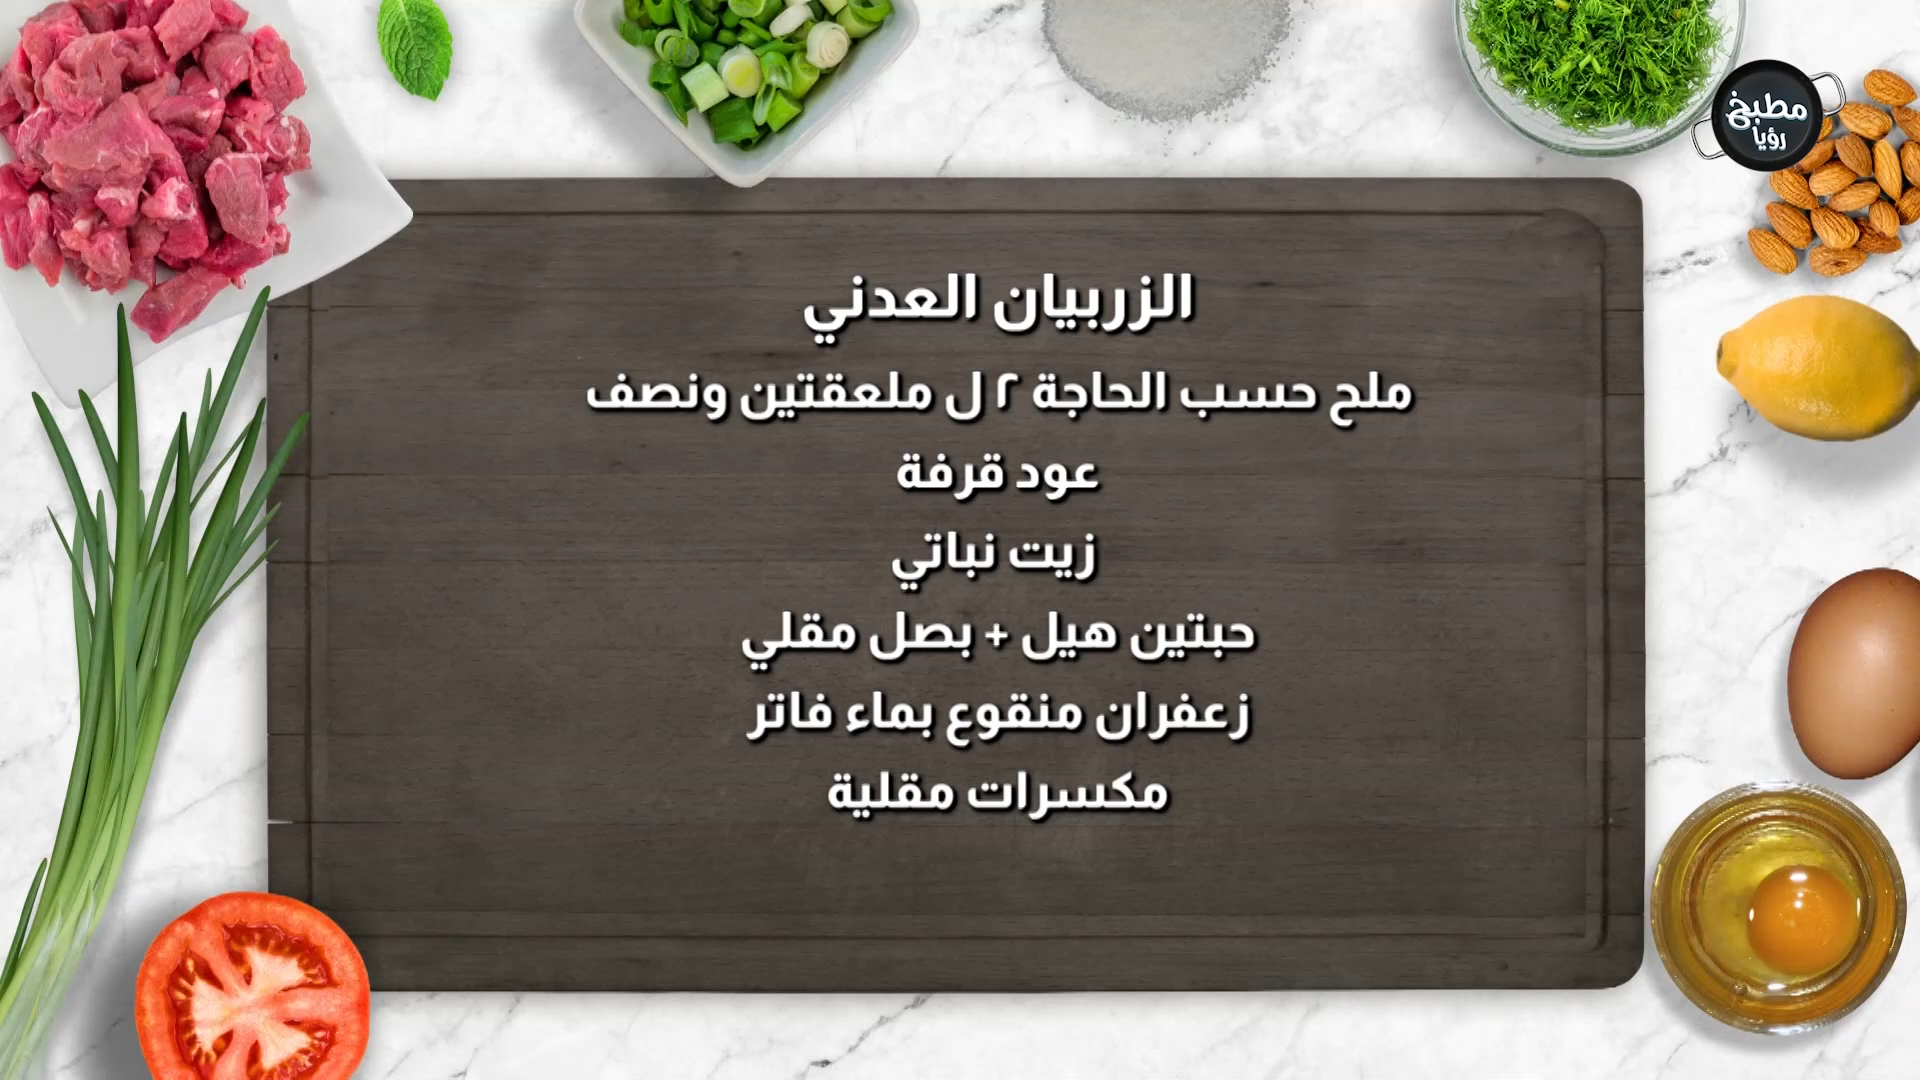 مطبخ
رؤيا
الزربيان العدني
ملح حسب الحاجة ٢ ل ملعقتين ونصف
عود قرفة
زيت نباتي
حبتين هيل + بصل مقلي
زعفران منقوع بماء فاتر
مكسرات مقلية